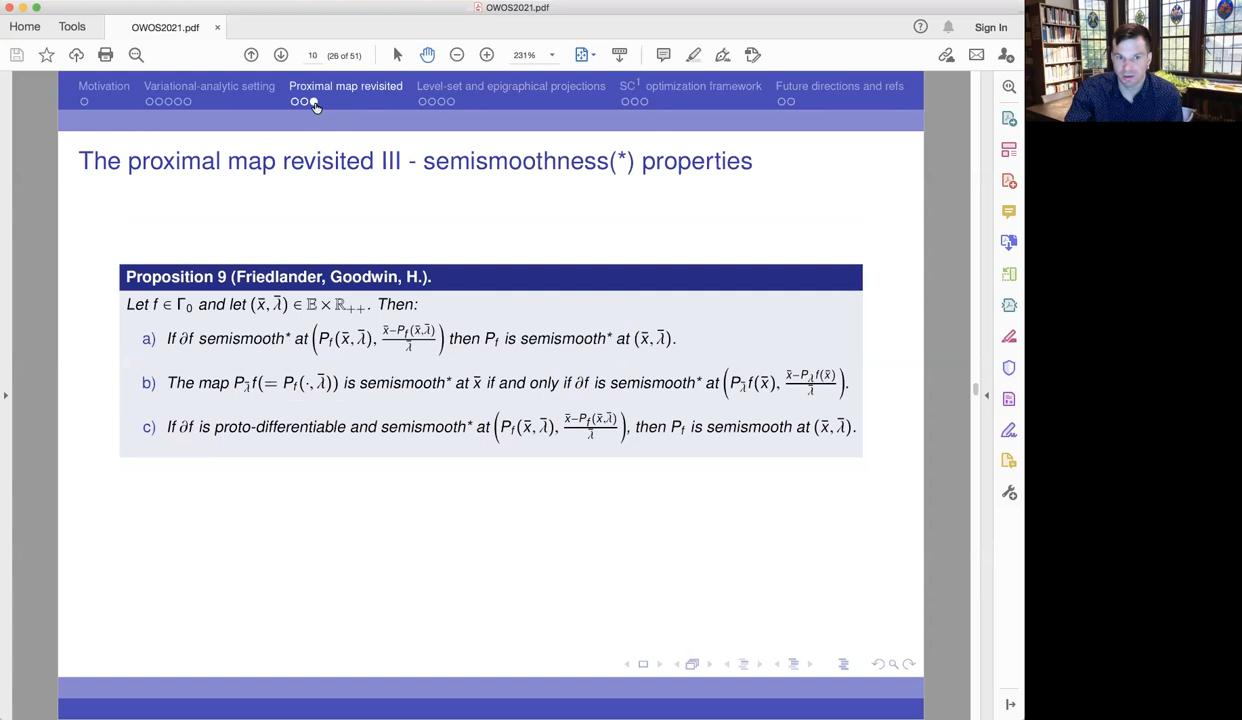 OWOS2021.pdf
Home Tools OWOS2021.pdf × Sign In
10 (26 of 51) 231%
Motivation Variational-analytic setting Proximal map revisited Level-set and epigraphical projections SC¹ optimization framework Future directions and refs
The proximal map revisited III - semismoothness(*) properties
Proposition 9 (Friedlander, Goodwin, H.).
Let f ∈ Γ₀ and let (x̄, λ̄) ∈ 𝔼 × ℝ₊₊. Then:
a) If ∂f semismooth* at (P_f(x̄, λ̄), (x̄−P_f(x̄,λ̄))/λ̄) then P_f is semismooth* at (x̄, λ̄).
b) The map P_λ̄ f(= P_f(·, λ̄)) is semismooth* at x̄ if and only if ∂f is semismooth* at (P_λ̄ f(x̄), (x̄−P_λ̄ f(x̄))/λ̄).
c) If ∂f is proto-differentiable and semismooth* at (P_f(x̄, λ̄), (x̄−P_f(x̄,λ̄))/λ̄), then P_f is semismooth at (x̄, λ̄).